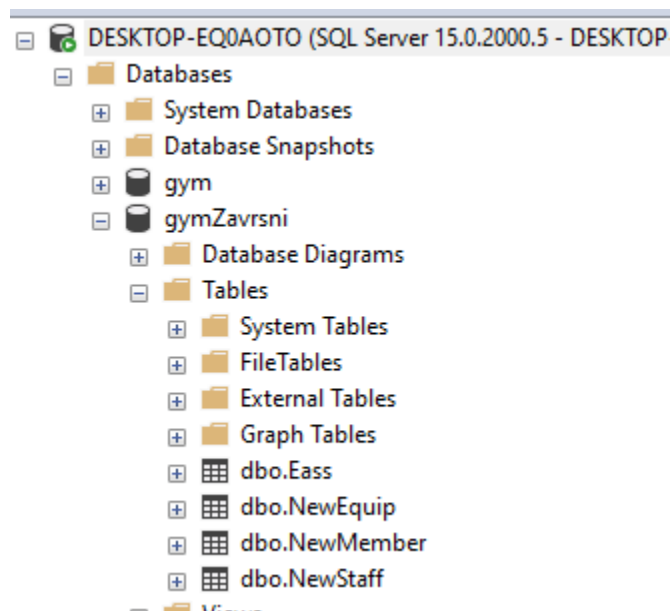 DESKTOP-EQ0AOTO (SQL Server 15.0.2000.5 - DESKTOP-
Databases
System Databases
Database Snapshots
gym
gymZavrsni
Database Diagrams
Tables
System Tables
FileTables
External Tables
Graph Tables
dbo.Eass
dbo.NewEquip
dbo.NewMember
dbo.NewStaff
Views